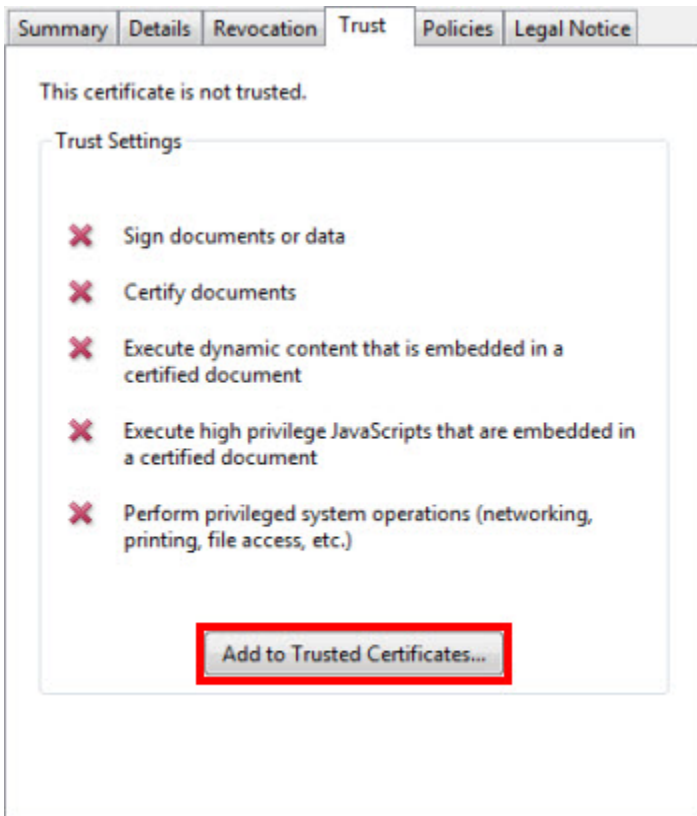 Summary Details Revocation Trust Policies Legal Notice
This certificate is not trusted.
Trust Settings
Sign documents or data
Certify documents
Execute dynamic content that is embedded in a
certified document
Execute high privilege JavaScripts that are embedded in
a certified document
Perform privileged system operations (networking,
printing, file access, etc.)
Add to Trusted Certificates...